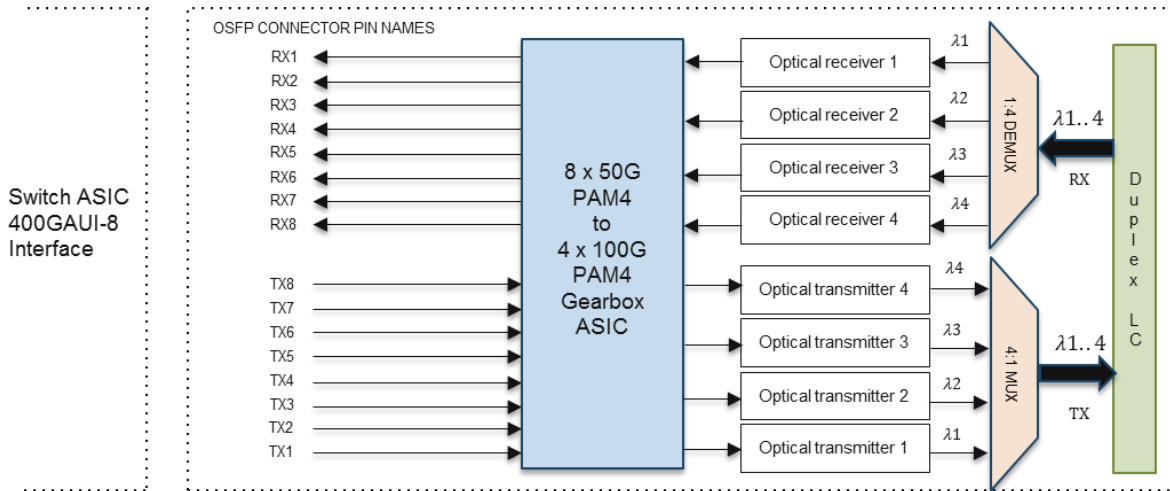 OSFP CONNECTOR PIN NAMES
RX1
RX2
RX3
RX4
RX5
RX6
RX7
RX8
TX8
TX7
TX6
TX5
TX4
TX3
TX2
TX1
Switch ASIC
400GAUI-8
Interface
8 x 50G
PAM4
to
4 x 100G
PAM4
Gearbox
ASIC
Optical receiver 1
Optical receiver 2
Optical receiver 3
Optical receiver 4
Optical transmitter 4
Optical transmitter 3
Optical transmitter 2
Optical transmitter 1
λ1
λ2
λ3
λ4
λ4
λ3
λ2
λ1
1:4 DEMUX
4:1 MUX
λ1..4
RX
λ1..4
TX
Duplex LC